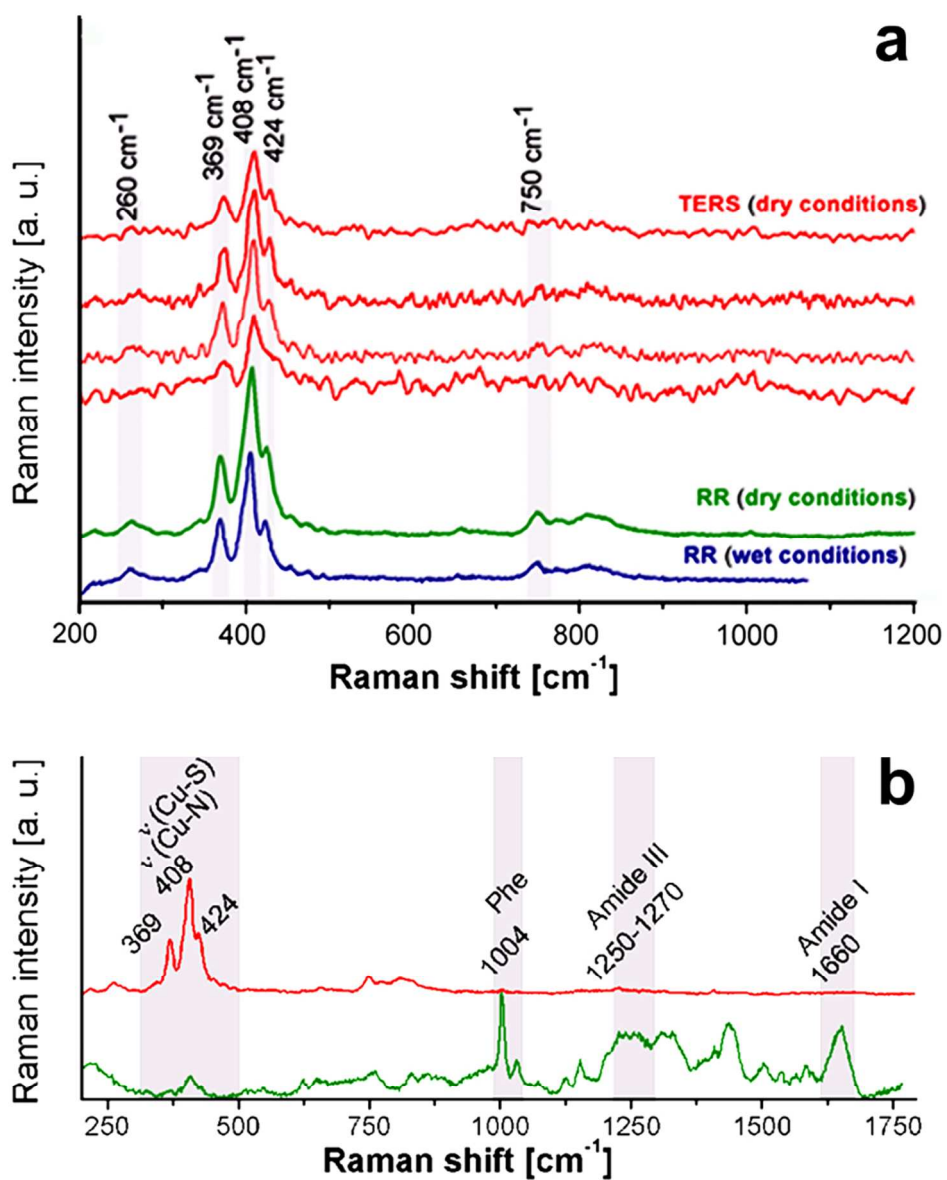 a
260 cm⁻¹
369 cm⁻¹
408 cm⁻¹
424 cm⁻¹
750 cm⁻¹
TERS (dry conditions)
RR (dry conditions)
RR (wet conditions)
Raman intensity [a. u.]
200 400 600 800 1000 1200
Raman shift [cm⁻¹]
b
ν (Cu-S)
ν (Cu-N)
369
408
424
Phe
1004
Amide III
1250-1270
Amide I
1660
Raman intensity [a. u.]
250 500 750 1000 1250 1500 1750
Raman shift [cm⁻¹]